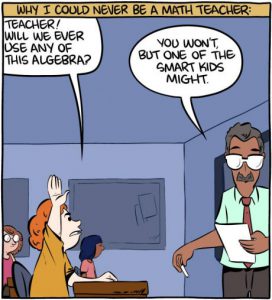 WHY I COULD NEVER BE A MATH TEACHER:
TEACHER!
WILL WE EVER
USE ANY OF
THIS ALGEBRA?
YOU WON'T,
BUT ONE OF THE
SMART KIDS
MIGHT.